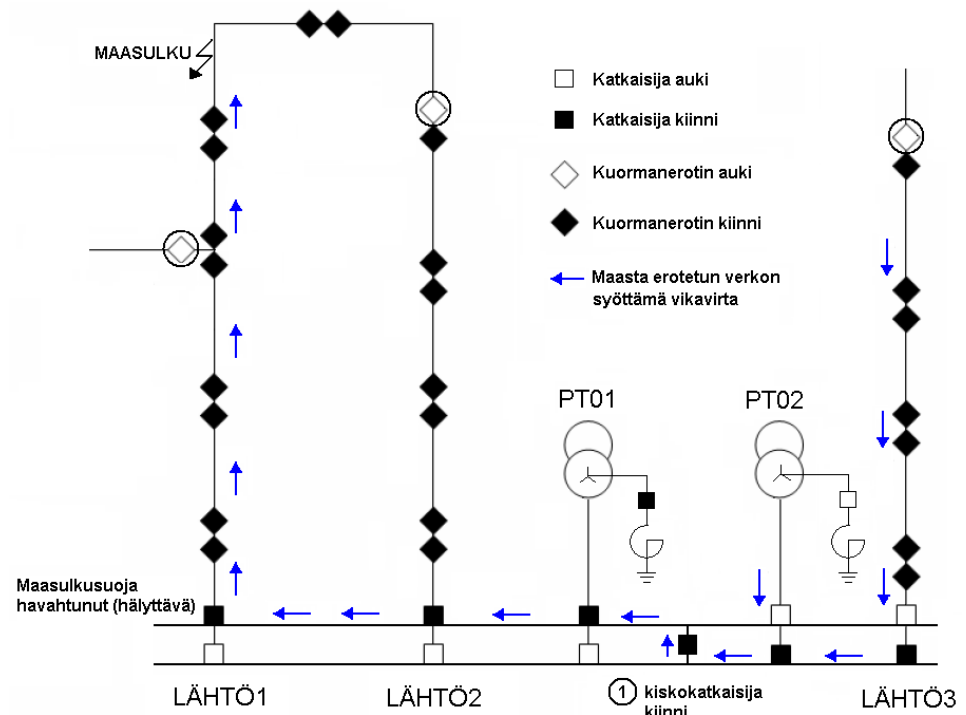 MAASULKU
Katkaisija auki
Katkaisija kiinni
Kuormanerotin auki
Kuormanerotin kiinni
Maasta erotetun verkon
syöttämä vikavirta
PT01
PT02
Maasulkusuoja
havahtunut (hälyttävä)
LÄHTÖ1
LÄHTÖ2
1 kiskokatkaisija
kiinni
LÄHTÖ3